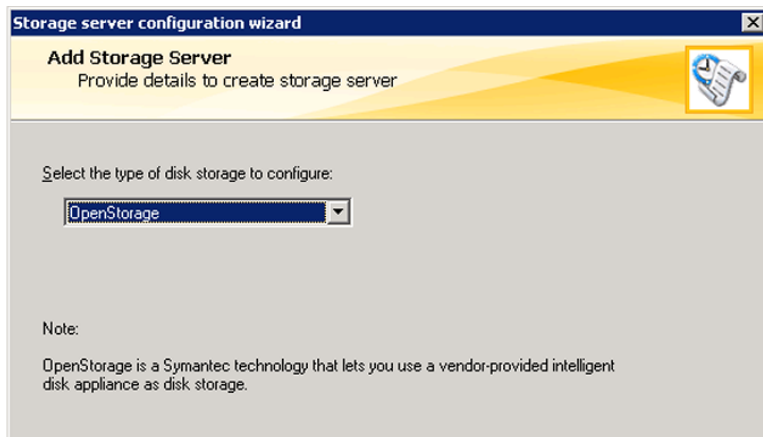 Storage server configuration wizard
Add Storage Server
Provide details to create storage server
Select the type of disk storage to configure:
OpenStorage
Note:
OpenStorage is a Symantec technology that lets you use a vendor-provided intelligent
disk appliance as disk storage.